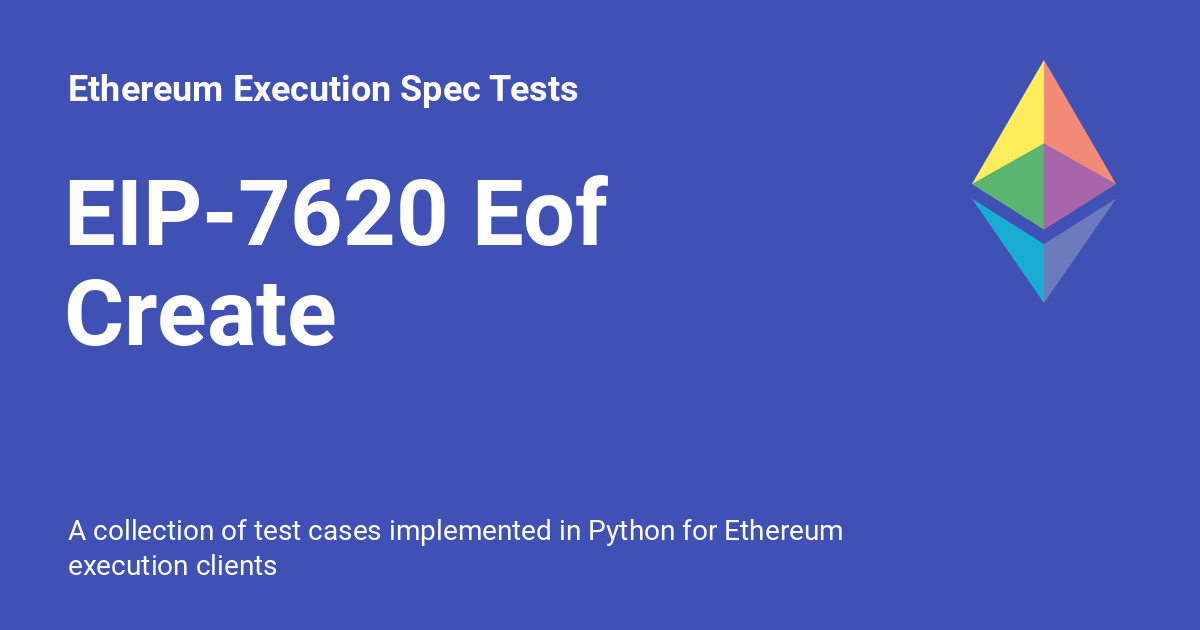 Ethereum Execution Spec Tests
EIP-7620 Eof
Create
A collection of test cases implemented in Python for Ethereum
execution clients